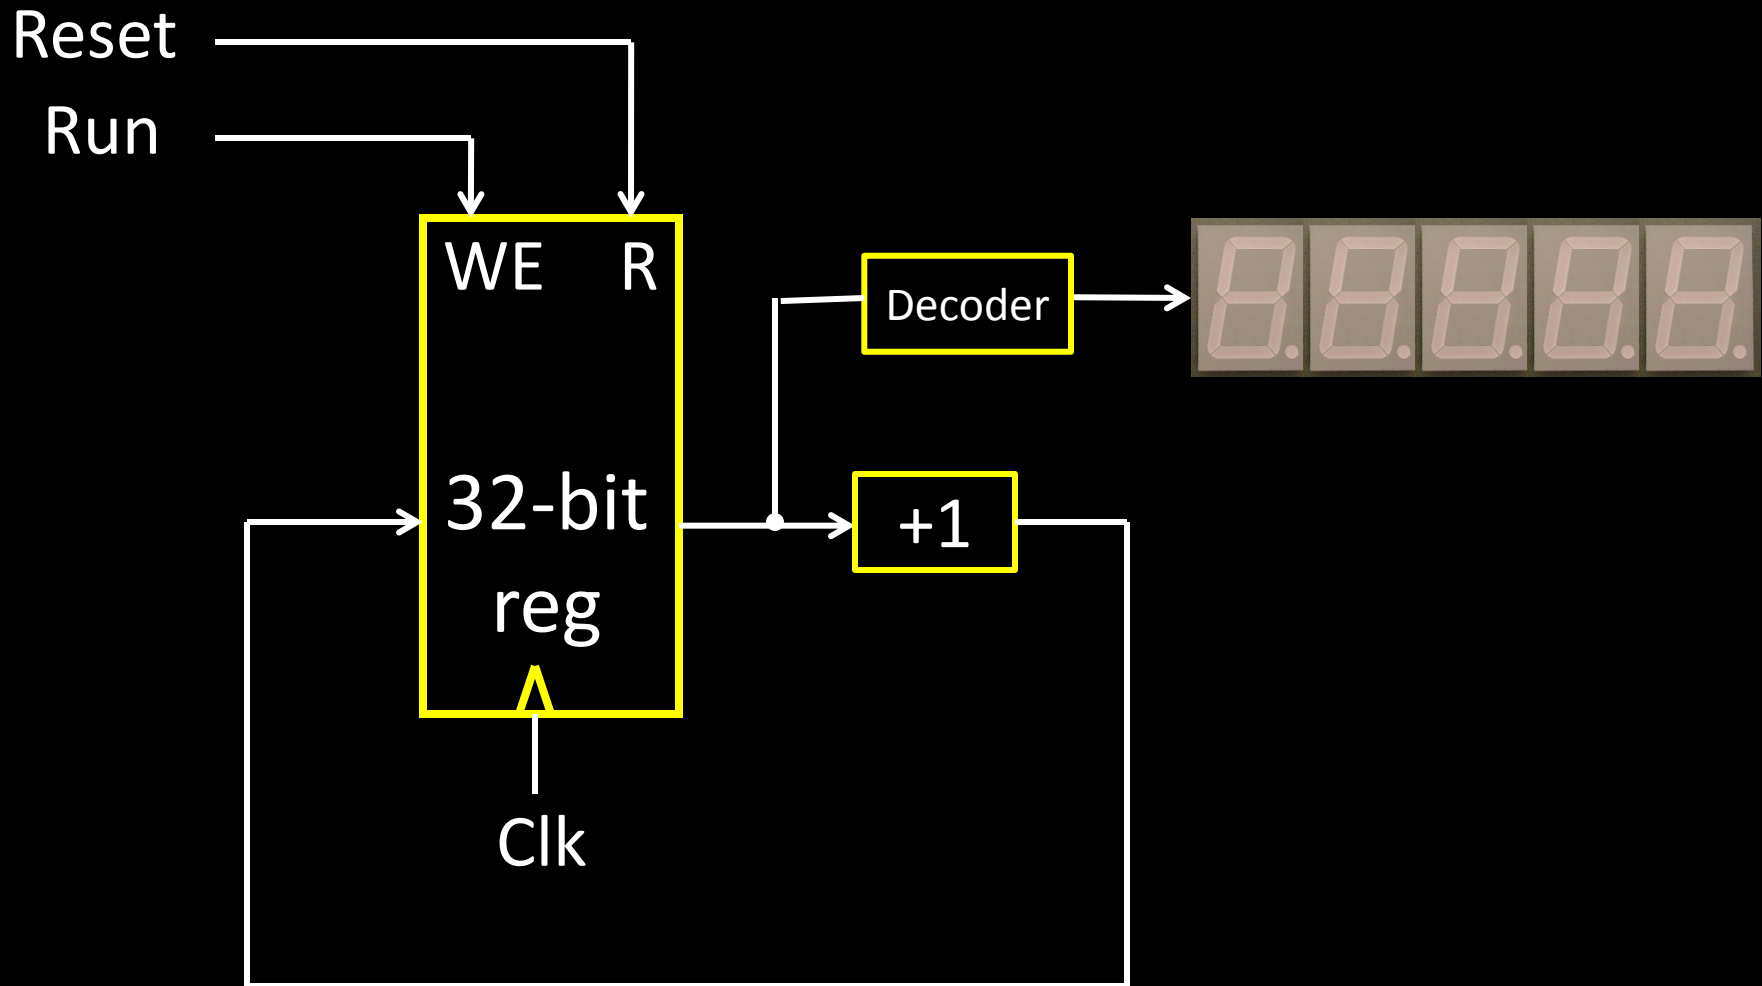 Reset
Run
WE R
Decoder
32-bit
reg
+1
Clk